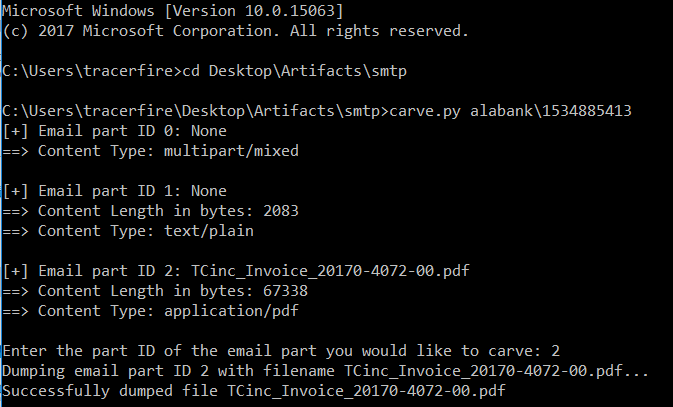 Microsoft Windows [Version 10.0.15063]
(c) 2017 Microsoft Corporation. All rights reserved.
C:\Users\tracerfire>cd Desktop\Artifacts\smtp
C:\Users\tracerfire\Desktop\Artifacts\smtp>carve.py alabank\1534885413
[+] Email part ID 0: None
==> Content Type: multipart/mixed
[+] Email part ID 1: None
==> Content Length in bytes: 2083
==> Content Type: text/plain
[+] Email part ID 2: TCinc_Invoice_20170-4072-00.pdf
==> Content Length in bytes: 67338
==> Content Type: application/pdf
Enter the part ID of the email part you would like to carve: 2
Dumping email part ID 2 with filename TCinc_Invoice_20170-4072-00.pdf...
Successfully dumped file TCinc_Invoice_20170-4072-00.pdf